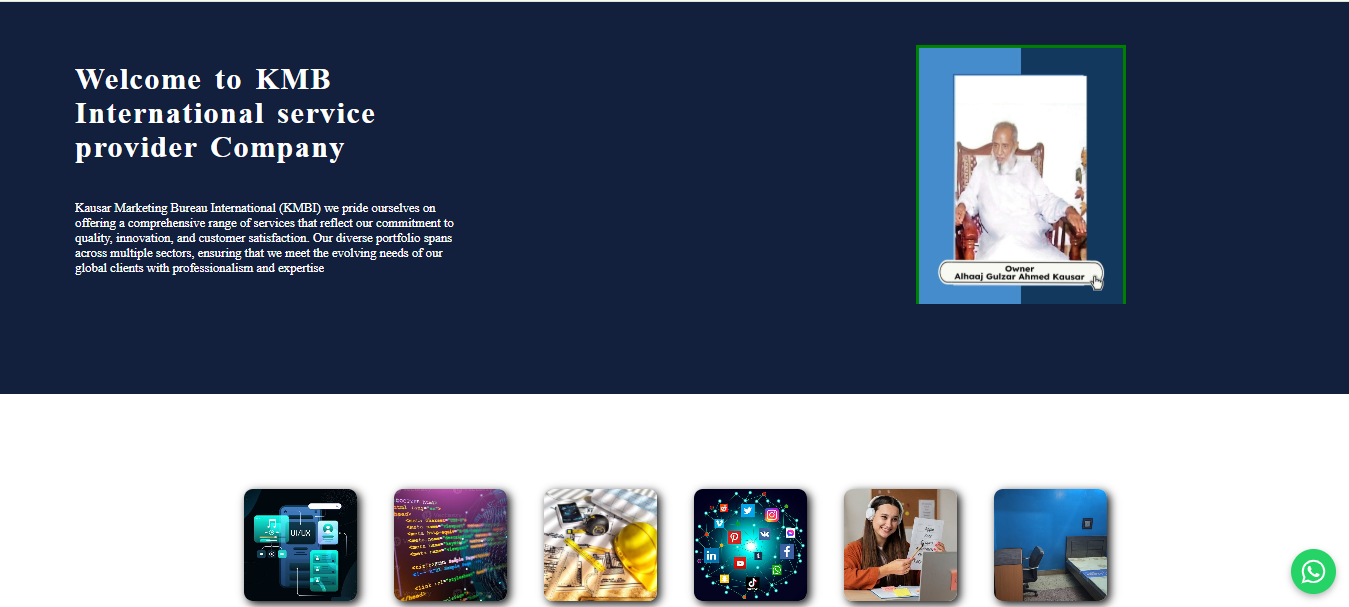 Welcome to KMB
International service
provider Company
Kausar Marketing Bureau International (KMBI) we pride ourselves on
offering a comprehensive range of services that reflect our commitment to
quality, innovation, and customer satisfaction. Our diverse portfolio spans
across multiple sectors, ensuring that we meet the evolving needs of our
global clients with professionalism and expertise
Owner
Alhaaj Gulzar Ahmed Kausar
UI/UX